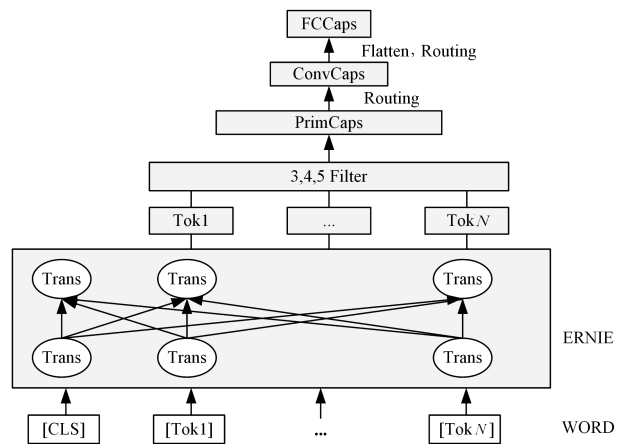 FCCaps
Flatten, Routing
ConvCaps
Routing
PrimCaps
3,4,5 Filter
Tok1 ... TokN
Trans Trans Trans
Trans Trans Trans
ERNIE
[CLS] [Tok1] ... [TokN] WORD